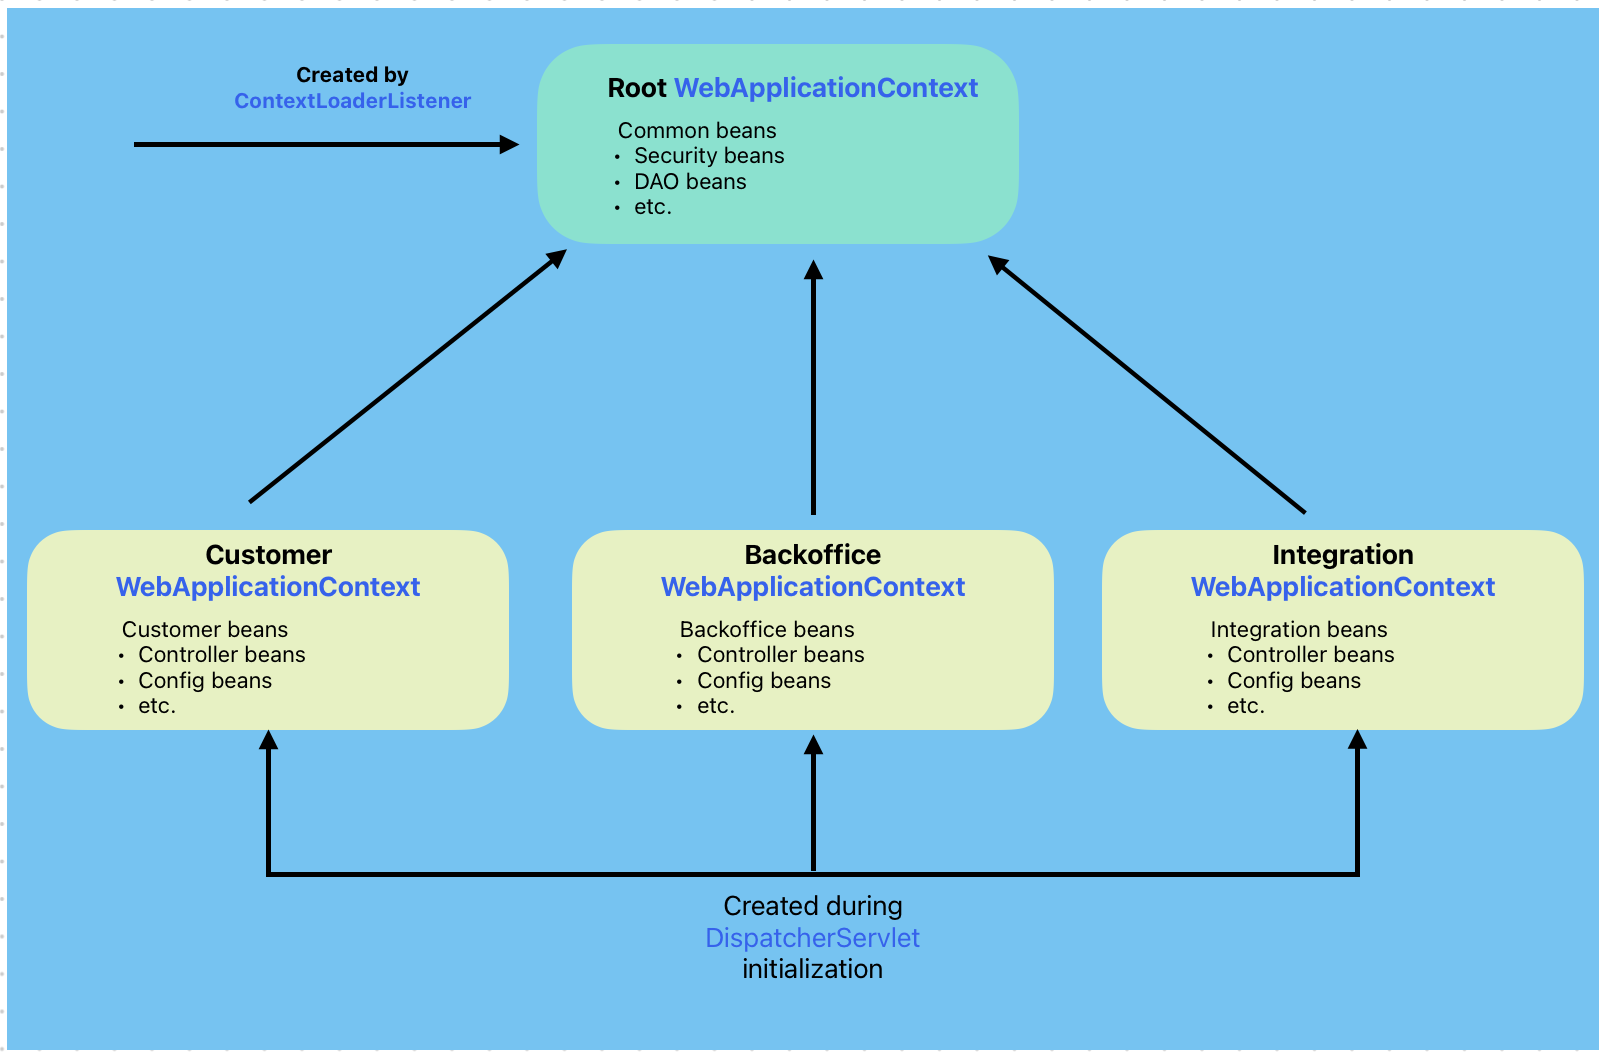 Created by
ContextLoaderListener
Root WebApplicationContext
Common beans
• Security beans
• DAO beans
• etc.
Customer
WebApplicationContext
Customer beans
• Controller beans
• Config beans
• etc.
Backoffice
WebApplicationContext
Backoffice beans
• Controller beans
• Config beans
• etc.
Integration
WebApplicationContext
Integration beans
• Controller beans
• Config beans
• etc.
Created during
DispatcherServlet
initialization